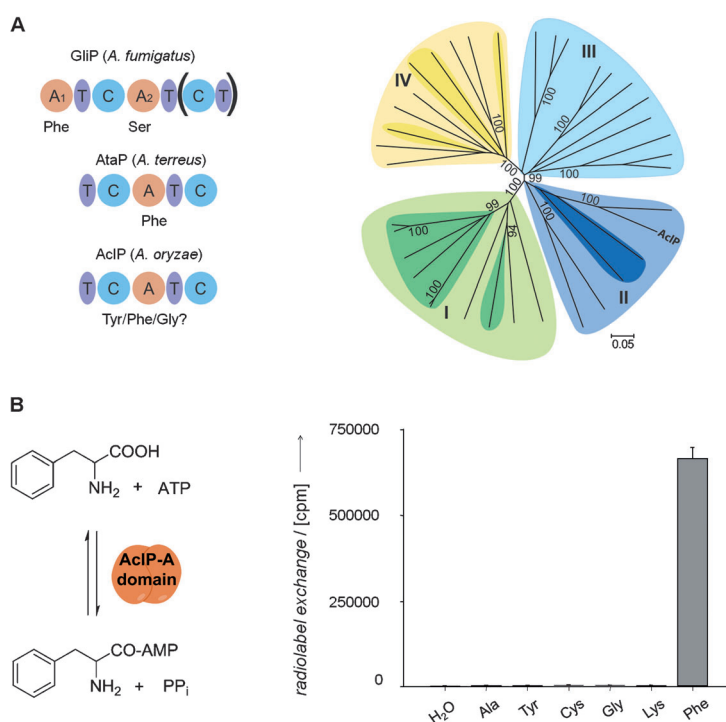 A
GliP (A. fumigatus)
A1 T C A2 T (C T)
Phe Ser
AtaP (A. terreus)
T C A T C
Phe
AclP (A. oryzae)
T C A T C
Tyr/Phe/Gly?
IV
III
100
100
100
100
100
99
100
99
100
100
94
100
100
100
AclP
I
II
0.05
B
COOH
NH2 + ATP
AclP-A
domain
CO-AMP
NH2 + PPi
radiolabel exchange / [cpm]
750000
500000
250000
0
H2O Ala Tyr Cys Gly Lys Phe